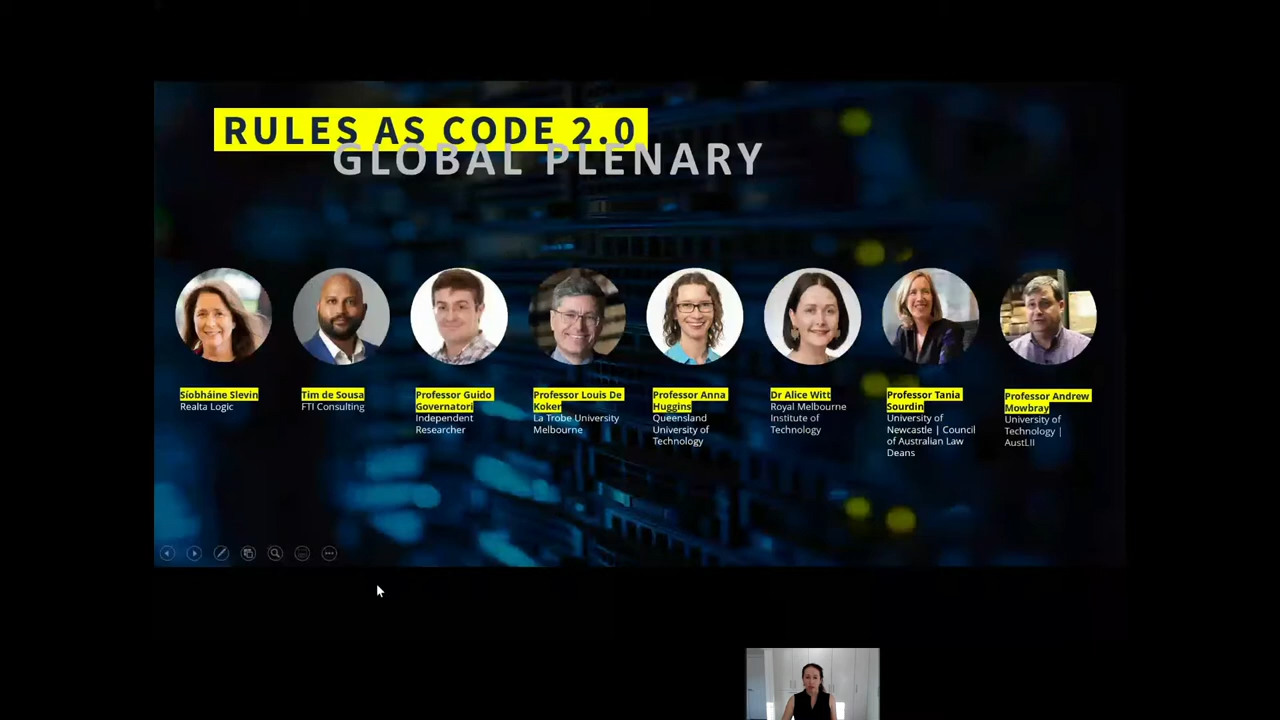 RULES AS CODE 2.0
GLOBAL PLENARY
Síobháine Slevin
Realta Logic
Tim de Sousa
FTI Consulting
Professor Guido
Governatori
Independent
Researcher
Professor Louis De
Koker
La Trobe University
Melbourne
Professor Anna
Huggins
Queensland
University of
Technology
Dr Alice Witt
Royal Melbourne
Institute of
Technology
Professor Tania
Sourdin
University of
Newcastle | Council
of Australian Law
Deans
Professor Andrew
Mowbray
University of
Technology |
AustLII